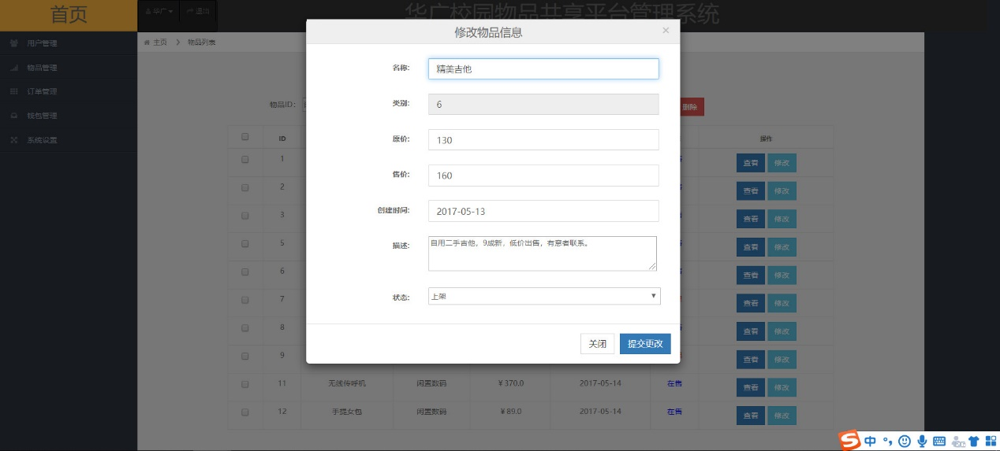 首页
华广
退出
华广校园物品共享平台管理系统
主页 > 物品列表
用户管理
物品管理
订单管理
钱包管理
系统设置
物品ID:
删除
修改物品信息 ×
名称: 精美吉他
类别: 6
原价: 130
售价: 160
创建时间: 2017-05-13
描述: 自用二手吉他，9成新，低价出售，有意者联系。
状态: 上架
关闭 提交更改
ID 操作
1 查看 修改
2 查看 修改
3 查看 修改
5 查看 修改
6 查看 修改
7 查看 修改
8 查看 修改
9 查看 修改
11 无线传呼机 闲置数码 ¥ 370.0 2017-05-14 在售 查看 修改
12 手提女包 闲置数码 ¥ 89.0 2017-05-14 在售 查看 修改
S 中